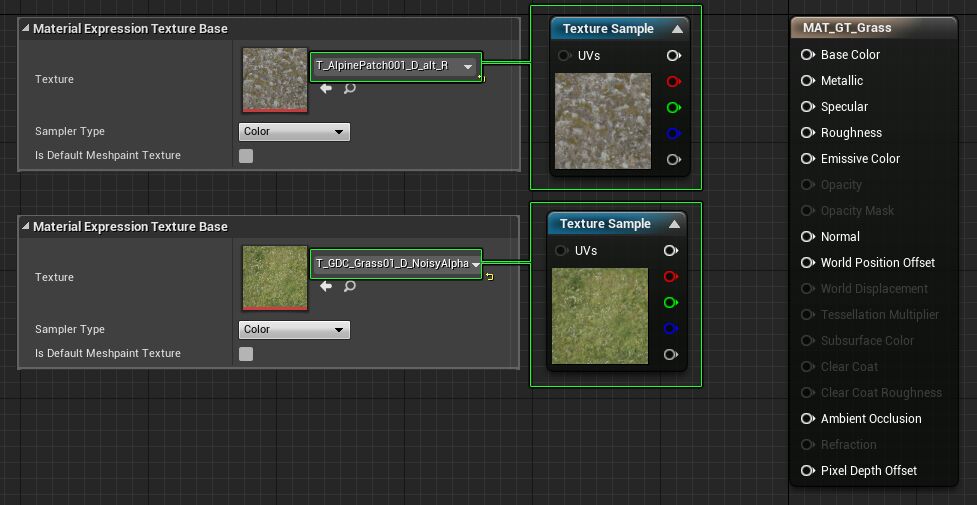 Material Expression Texture Base
Texture
T_AlpinePatch001_D_alt_R
Sampler Type
Color
Is Default Meshpaint Texture
Texture Sample
UVs
Material Expression Texture Base
Texture
T_GDC_Grass01_D_NoisyAlpha
Sampler Type
Color
Is Default Meshpaint Texture
Texture Sample
UVs
MAT_GT_Grass
Base Color
Metallic
Specular
Roughness
Emissive Color
Opacity
Opacity Mask
Normal
World Position Offset
World Displacement
Tessellation Multiplier
Subsurface Color
Clear Coat
Clear Coat Roughness
Ambient Occlusion
Refraction
Pixel Depth Offset